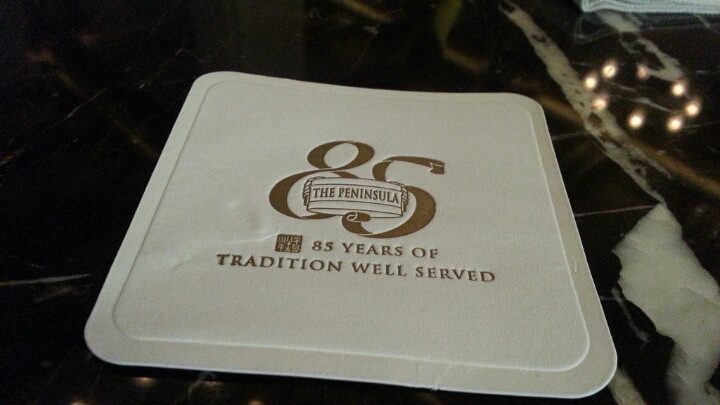 85
THE PENINSULA
85 YEARS OF
TRADITION WELL SERVED